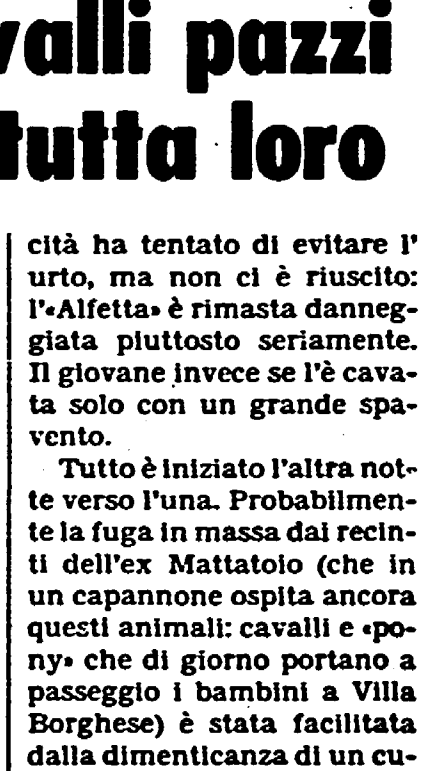 valli pazzi
tutta loro
cità ha tentato di evitare l'
urto, ma non ci è riuscito:
l'«Alfetta» è rimasta danneg-
giata piuttosto seriamente.
Il giovane invece se l'è cava-
ta solo con un grande spa-
vento.
Tutto è iniziato l'altra not-
te verso l'una. Probabilmen-
te la fuga in massa dai recin-
ti dell'ex Mattatoio (che in
un capannone ospita ancora
questi animali: cavalli e «po-
ny» che di giorno portano a
passeggio i bambini a Villa
Borghese) è stata facilitata
dalla dimenticanza di un cu-